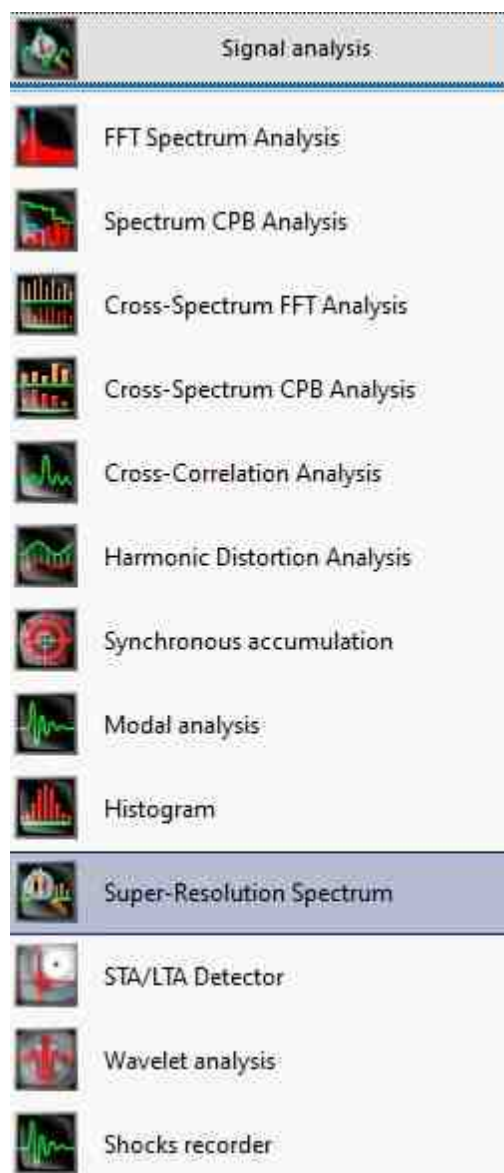 Signal analysis
FFT Spectrum Analysis
Spectrum CPB Analysis
Cross-Spectrum FFT Analysis
Cross-Spectrum CPB Analysis
Cross-Correlation Analysis
Harmonic Distortion Analysis
Synchronous accumulation
Modal analysis
Histogram
Super-Resolution Spectrum
STA/LTA Detector
Wavelet analysis
Shocks recorder